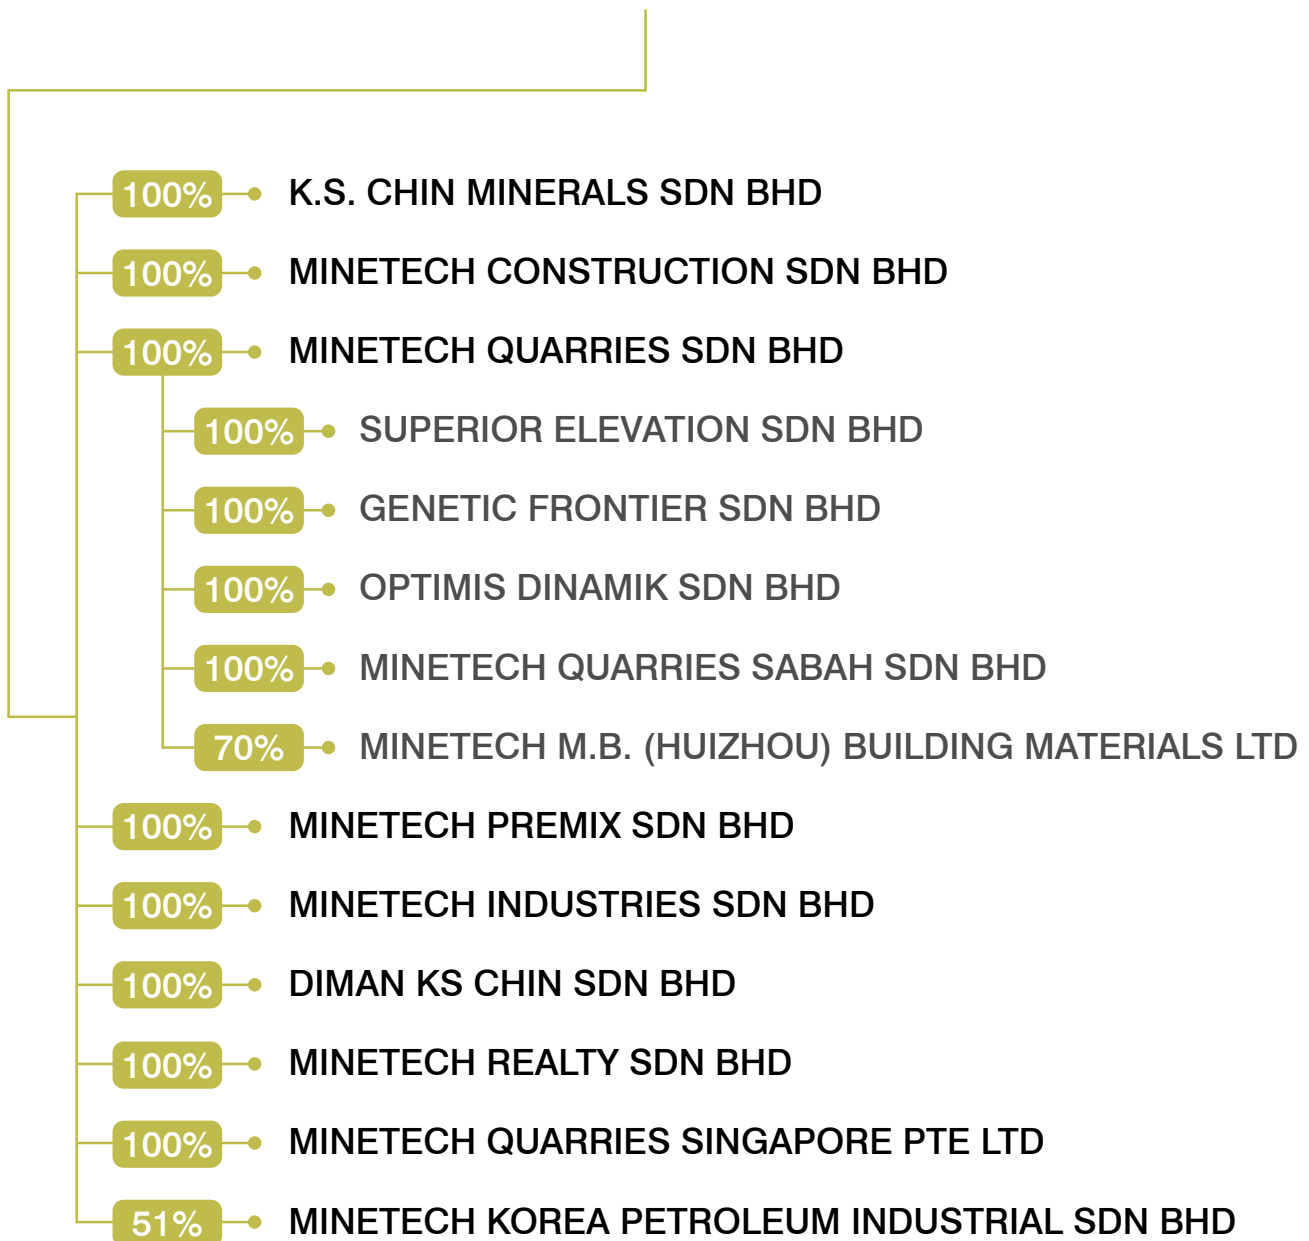 100% K.S. CHIN MINERALS SDN BHD
100% MINETECH CONSTRUCTION SDN BHD
100% MINETECH QUARRIES SDN BHD
100% SUPERIOR ELEVATION SDN BHD
100% GENETIC FRONTIER SDN BHD
100% OPTIMIS DINAMIK SDN BHD
100% MINETECH QUARRIES SABAH SDN BHD
70% MINETECH M.B. (HUIZHOU) BUILDING MATERIALS LTD
100% MINETECH PREMIX SDN BHD
100% MINETECH INDUSTRIES SDN BHD
100% DIMAN KS CHIN SDN BHD
100% MINETECH REALTY SDN BHD
100% MINETECH QUARRIES SINGAPORE PTE LTD
51% MINETECH KOREA PETROLEUM INDUSTRIAL SDN BHD